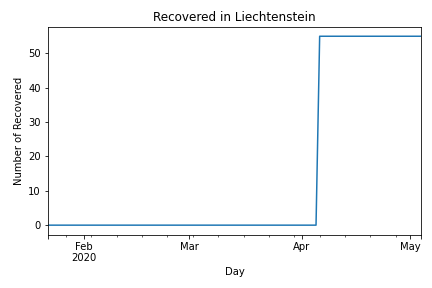 Recovered in Liechtenstein
Number of Recovered
50
40
30
20
10
0
Feb
2020
Mar
Apr
May
Day